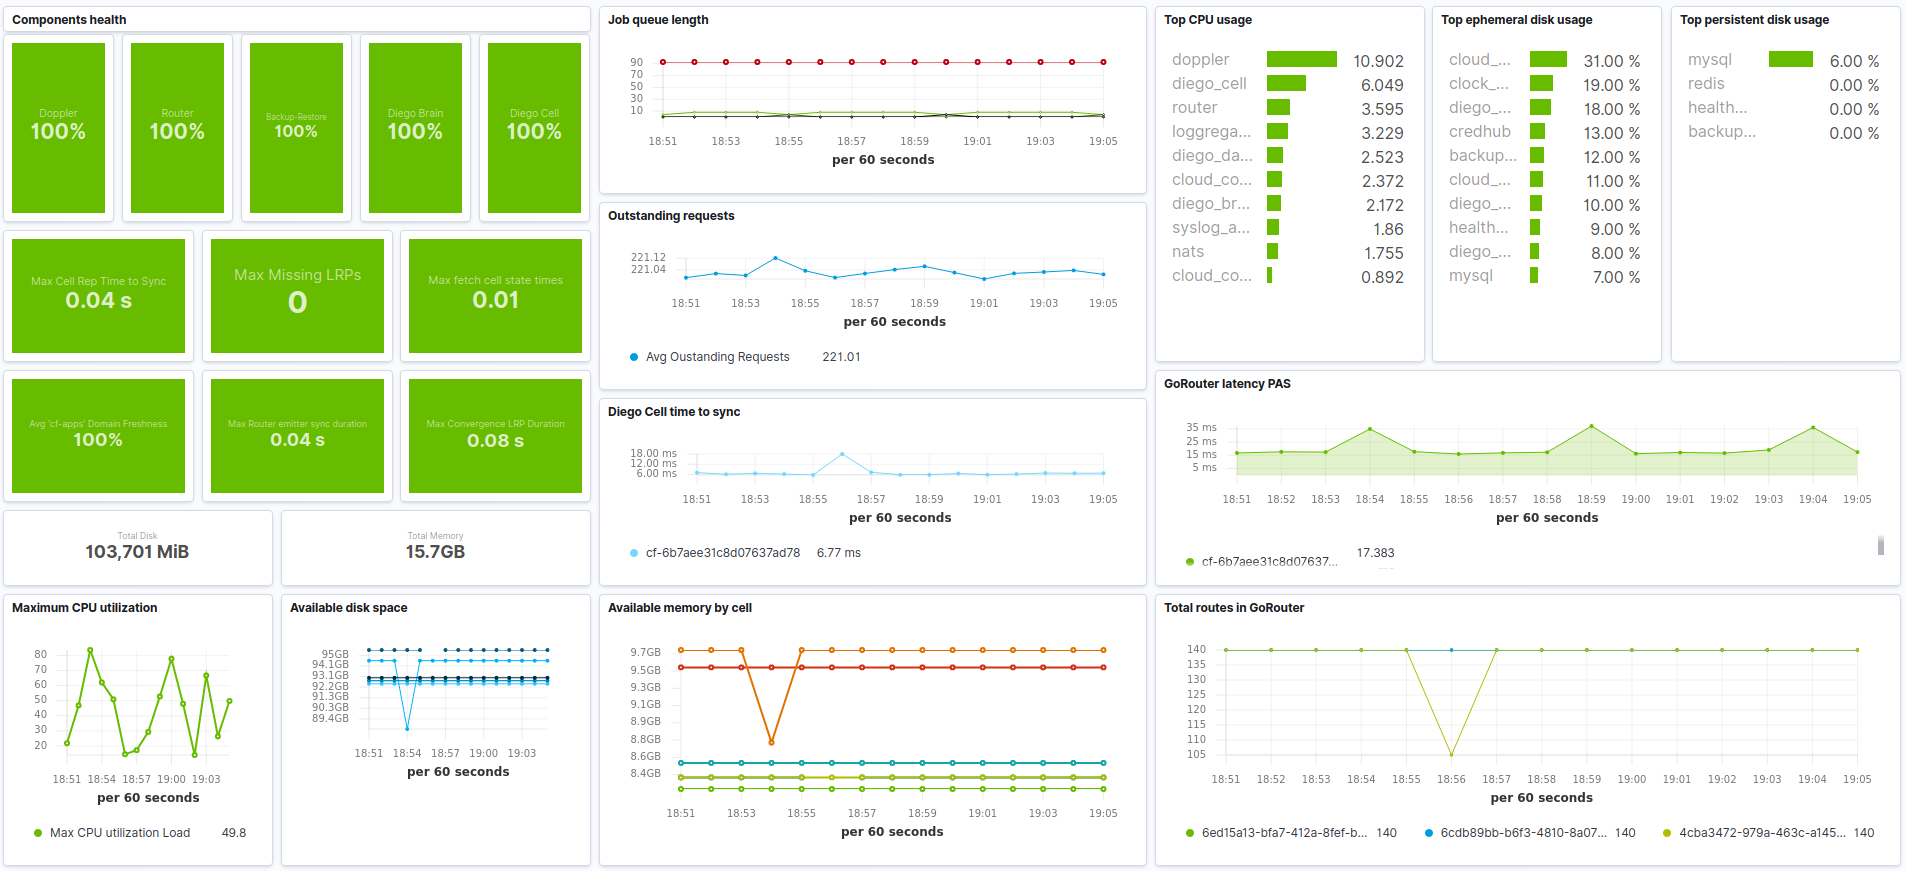 Components health
Doppler
100%
Router
100%
Backup-Restore
100%
Diego Brain
100%
Diego Cell
100%
Max Cell Rep Time to Sync
0.04 s
Max Missing LRPs
0
Max fetch cell state times
0.01
Avg 'cf-apps' Domain Freshness
100%
Max Router emitter sync duration
0.04 s
Max Convergence LRP Duration
0.08 s
Total Disk
103,701 MiB
Total Memory
15.7GB
Maximum CPU utilization
80
70
60
50
40
30
20
18:51 18:54 18:57 19:00 19:03
per 60 seconds
Max CPU utilization Load 49.8
Available disk space
95GB
94.1GB
93.1GB
92.2GB
91.3GB
90.3GB
89.4GB
18:51 18:54 18:57 19:00 19:03
per 60 seconds
Job queue length
90
70
50
30
10
18:51 18:53 18:55 18:57 18:59 19:01 19:03 19:05
per 60 seconds
Outstanding requests
221.12
221.04
18:51 18:53 18:55 18:57 18:59 19:01 19:03 19:05
per 60 seconds
Avg Oustanding Requests 221.01
Diego Cell time to sync
18.00 ms
12.00 ms
6.00 ms
18:51 18:53 18:55 18:57 18:59 19:01 19:03 19:05
per 60 seconds
cf-6b7aee31c8d07637ad78 6.77 ms
Available memory by cell
9.7GB
9.5GB
9.3GB
9.1GB
8.9GB
8.8GB
8.6GB
8.4GB
18:51 18:53 18:55 18:57 18:59 19:01 19:03 19:05
per 60 seconds
Top CPU usage
doppler 10.902
diego_cell 6.049
router 3.595
loggrega... 3.229
diego_da... 2.523
cloud_co... 2.372
diego_br... 2.172
syslog_a... 1.86
nats 1.755
cloud_co... 0.892
Top ephemeral disk usage
cloud_... 31.00 %
clock_... 19.00 %
diego_... 18.00 %
credhub 13.00 %
backup... 12.00 %
cloud_... 11.00 %
diego_... 10.00 %
health... 9.00 %
diego_... 8.00 %
mysql 7.00 %
Top persistent disk usage
mysql 6.00 %
redis 0.00 %
health... 0.00 %
backup... 0.00 %
GoRouter latency PAS
35 ms
25 ms
15 ms
5 ms
18:51 18:52 18:53 18:54 18:55 18:56 18:57 18:58 18:59 19:00 19:01 19:02 19:03 19:04 19:05
per 60 seconds
cf-6b7aee31c8d07637... 17.383
Total routes in GoRouter
140
135
130
125
120
115
110
105
18:51 18:52 18:53 18:54 18:55 18:56 18:57 18:58 18:59 19:00 19:01 19:02 19:03 19:04 19:05
per 60 seconds
6ed15a13-bfa7-412a-8fef-b... 140
6cdb89bb-b6f3-4810-8a07... 140
4cba3472-979a-463c-a145... 140